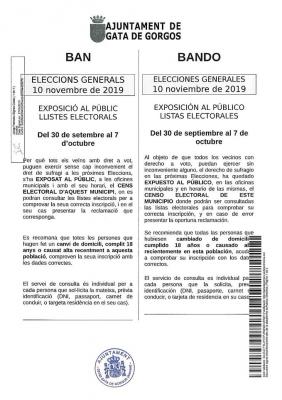 AJUNTAMENT DE
GATA DE GORGOS
BAN
ELECCIONS GENERALS
10 novembre de 2019
EXPOSICIÓ AL PÚBLIC
LLISTES ELECTORALS
Del 30 de setembre al 7
d'octubre
Per què tots els veïns amb dret a vot,
puguen exercir sense cap inconvenient el
dret de sufragi a les pròximes Eleccions,
s'ha EXPOSAT AL PÚBLIC, a les oficines
municipals i amb el seu horari, el CENS
ELECTORAL D'AQUEST MUNICIPI, on es
podran consultar les llistes electorals per a
comprovar la seua correcta inscripció, i en el
seu cas presentar la reclamació que
corresponga.
Es recomana que totes les persones que
hagen fet un canvi de domicili, complit 18
anys o causat alta recentment a aquesta
població, comproven la seua inscripció amb
les dades correctes.
El servei de consulta és individual per a
cada persona que sol·licita la mateixa, prèvia
identificació (DNI, passaport, carnet de
conduir, o targeta residència en el seu cas).
BANDO
ELECCIONES GENERALES
10 noviembre de 2019
EXPOSICIÓN AL PÚBLICO
LISTAS ELECTORALES
Del 30 de septiembre al 7 de
octubre
Al objeto de que todos los vecinos con
derecho a voto, puedan ejercer sin
inconveniente alguno, el derecho de sufragio
en las próximas Elecciones, ha quedado
EXPUESTO AL PÚBLICO, en las oficinas
municipales y en horario de las mismas, el
CENSO ELECTORAL DE ESTE
MUNICIPIO donde podrán ser consultadas
las listas electorales para comprobar su
correcta inscripción, y en caso de error
presentar la oportuna reclamación.
Se recomienda que todas las personas que
hubiesen cambiado de domicilio
cumplido 18 años o causado alta
recientemente en esta población, acoda
a comprobar su inscripción con los datos
correctos.
El servicio de consulta es individual pa
cada persona que la solicita, prev
identificación (DNI, pasaporte, carnet d
conducir, o tarjeta de residencia en su caso
AJUNTAMENT